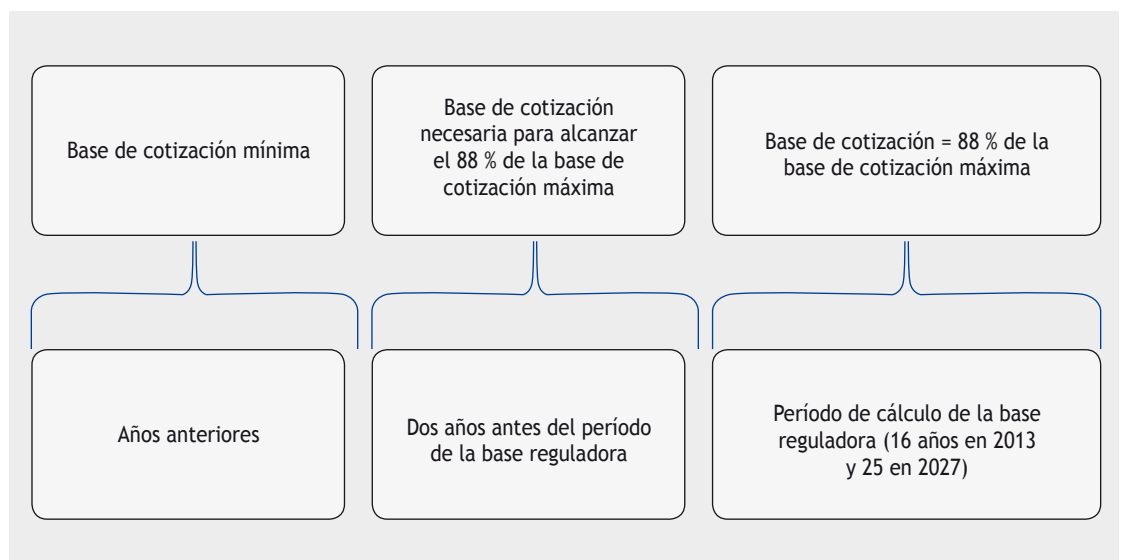 Base de cotización mínima
Base de cotización
necesaria para alcanzar
el 88 % de la base de
cotización máxima
Base de cotización = 88 % de la
base de cotización máxima
Años anteriores
Dos años antes del período
de la base reguladora
Período de cálculo de la base
reguladora (16 años en 2013
y 25 en 2027)